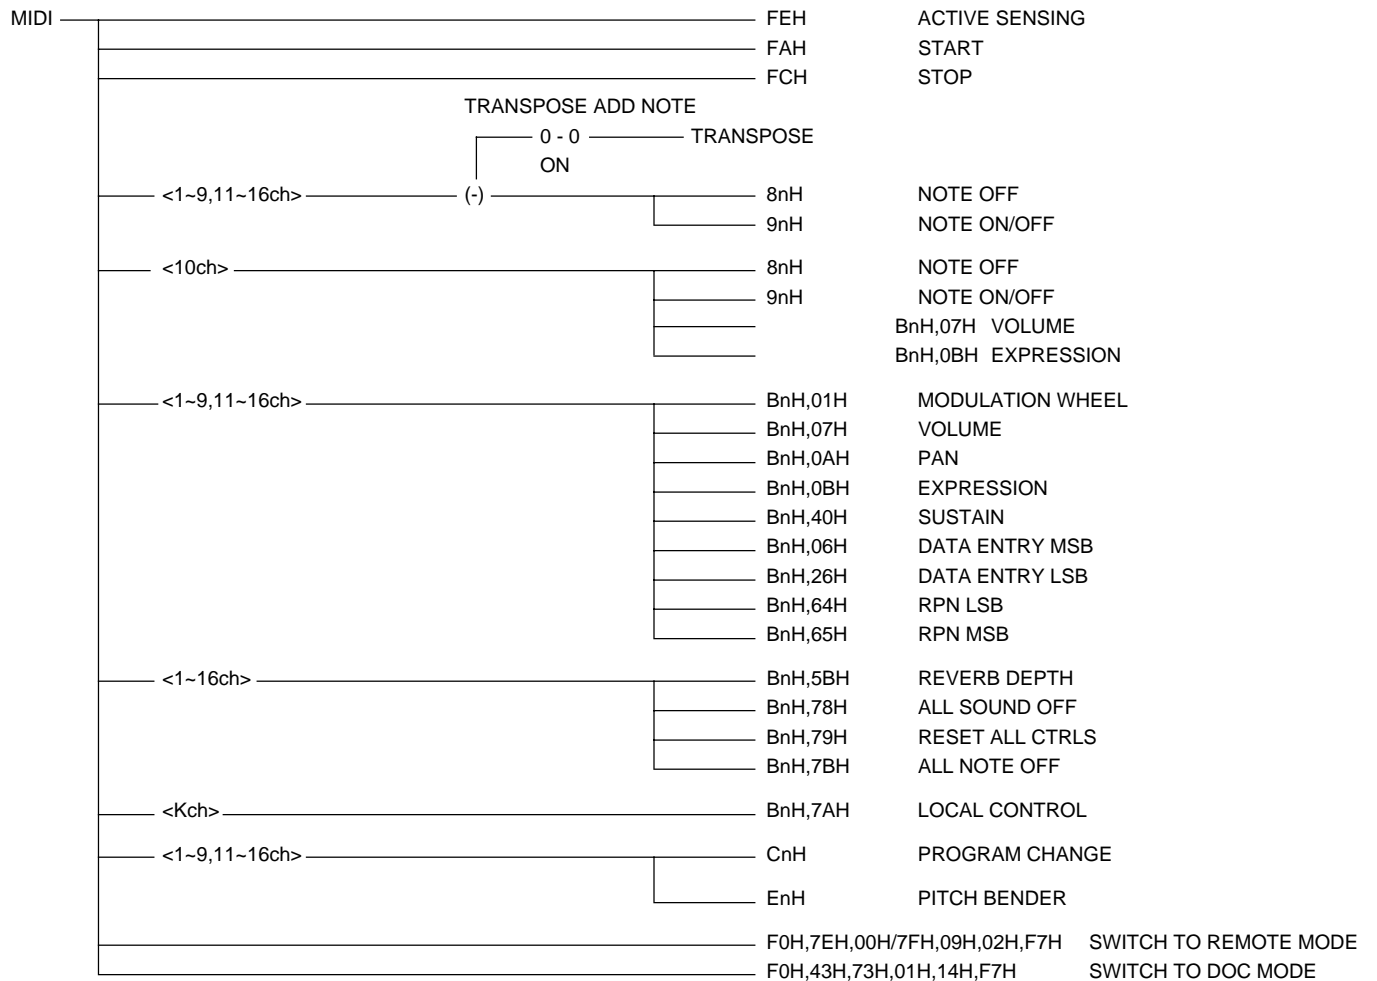 MIDI FEH ACTIVE SENSING
FAH START
FCH STOP
TRANSPOSE ADD NOTE
0 - 0 TRANSPOSE
ON
<1~9,11~16ch> (-) 8nH NOTE OFF
9nH NOTE ON/OFF
<10ch> 8nH NOTE OFF
9nH NOTE ON/OFF
BnH,07H VOLUME
BnH,0BH EXPRESSION
<1~9,11~16ch> BnH,01H MODULATION WHEEL
BnH,07H VOLUME
BnH,0AH PAN
BnH,0BH EXPRESSION
BnH,40H SUSTAIN
BnH,06H DATA ENTRY MSB
BnH,26H DATA ENTRY LSB
BnH,64H RPN LSB
BnH,65H RPN MSB
<1~16ch> BnH,5BH REVERB DEPTH
BnH,78H ALL SOUND OFF
BnH,79H RESET ALL CTRLS
BnH,7BH ALL NOTE OFF
<Kch> BnH,7AH LOCAL CONTROL
<1~9,11~16ch> CnH PROGRAM CHANGE
EnH PITCH BENDER
F0H,7EH,00H/7FH,09H,02H,F7H SWITCH TO REMOTE MODE
F0H,43H,73H,01H,14H,F7H SWITCH TO DOC MODE